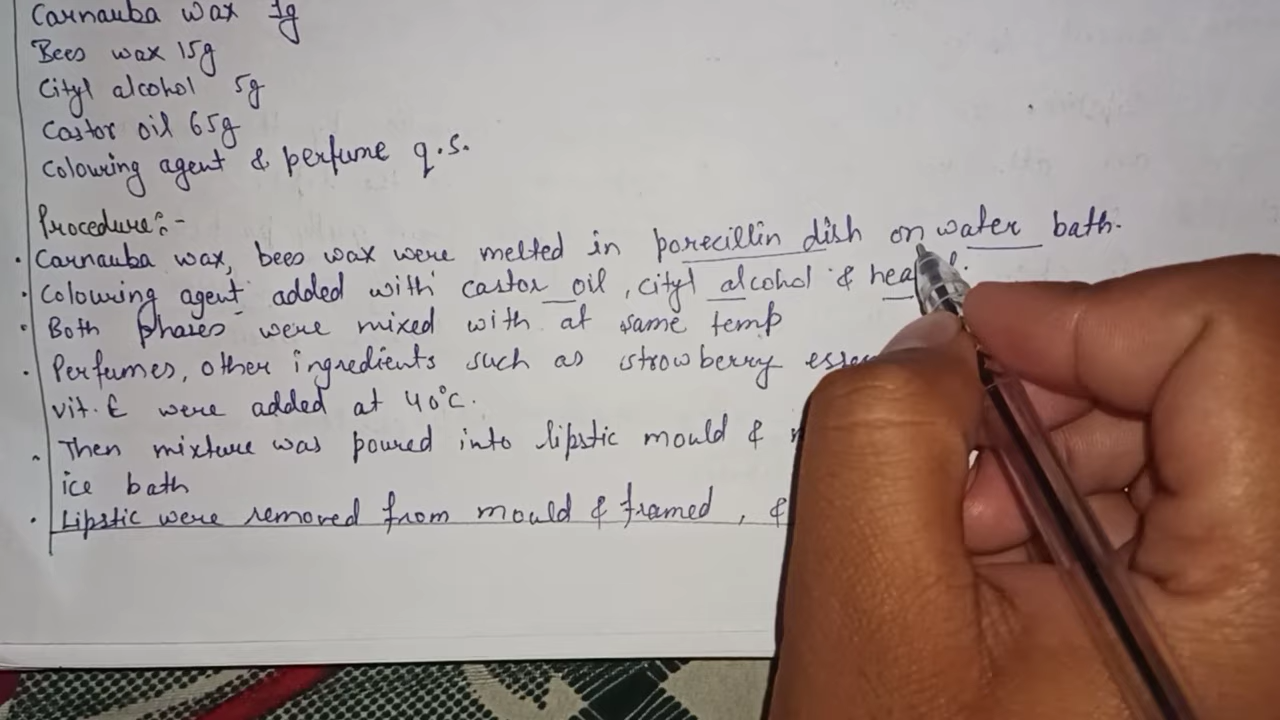 Carnauba wax 1g
Bees wax 15g
Cityl alcohol 5g
Castor oil 65g
Colouring agent & perfume q.s.
Procedure:-
• Carnauba wax, bees wax were melted in porecillin dish on water bath.
• Colouring agent added with castor oil, cityl alcohol &
• Both phases were mixed with at same temp
• Perfumes, other ingredients such as strowberry
vit. E were added at 40°C.
• Then mixture was poured into lipstic mould &
ice bath
• Lipstic were removed from mould & framed, &